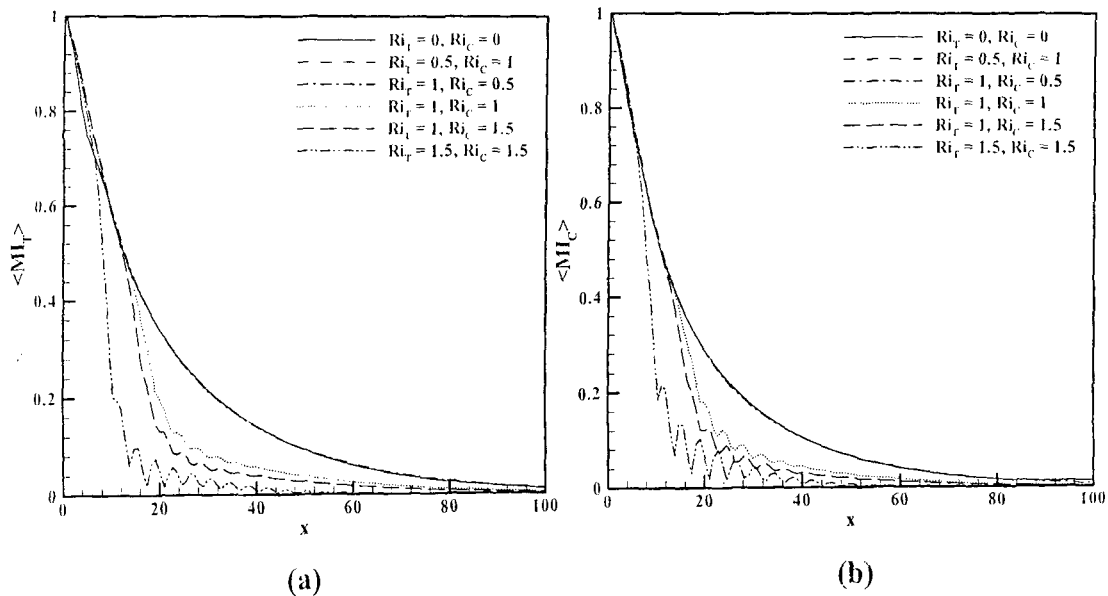 1
0.8
0.6
0.4
0.2
0
0
20
40
60
80
100
x
<MI_T>
Ri_T = 0, Ri_C = 0
Ri_T = 0.5, Ri_C = 1
Ri_T = 1, Ri_C = 0.5
Ri_T = 1, Ri_C = 1
Ri_T = 1, Ri_C = 1.5
Ri_T = 1.5, Ri_C = 1.5
(a)
1
0.8
0.6
0.4
0.2
0
0
20
40
60
80
100
x
<MI_C>
Ri_T = 0, Ri_C = 0
Ri_T = 0.5, Ri_C = 1
Ri_T = 1, Ri_C = 0.5
Ri_T = 1, Ri_C = 1
Ri_T = 1, Ri_C = 1.5
Ri_T = 1.5, Ri_C = 1.5
(b)